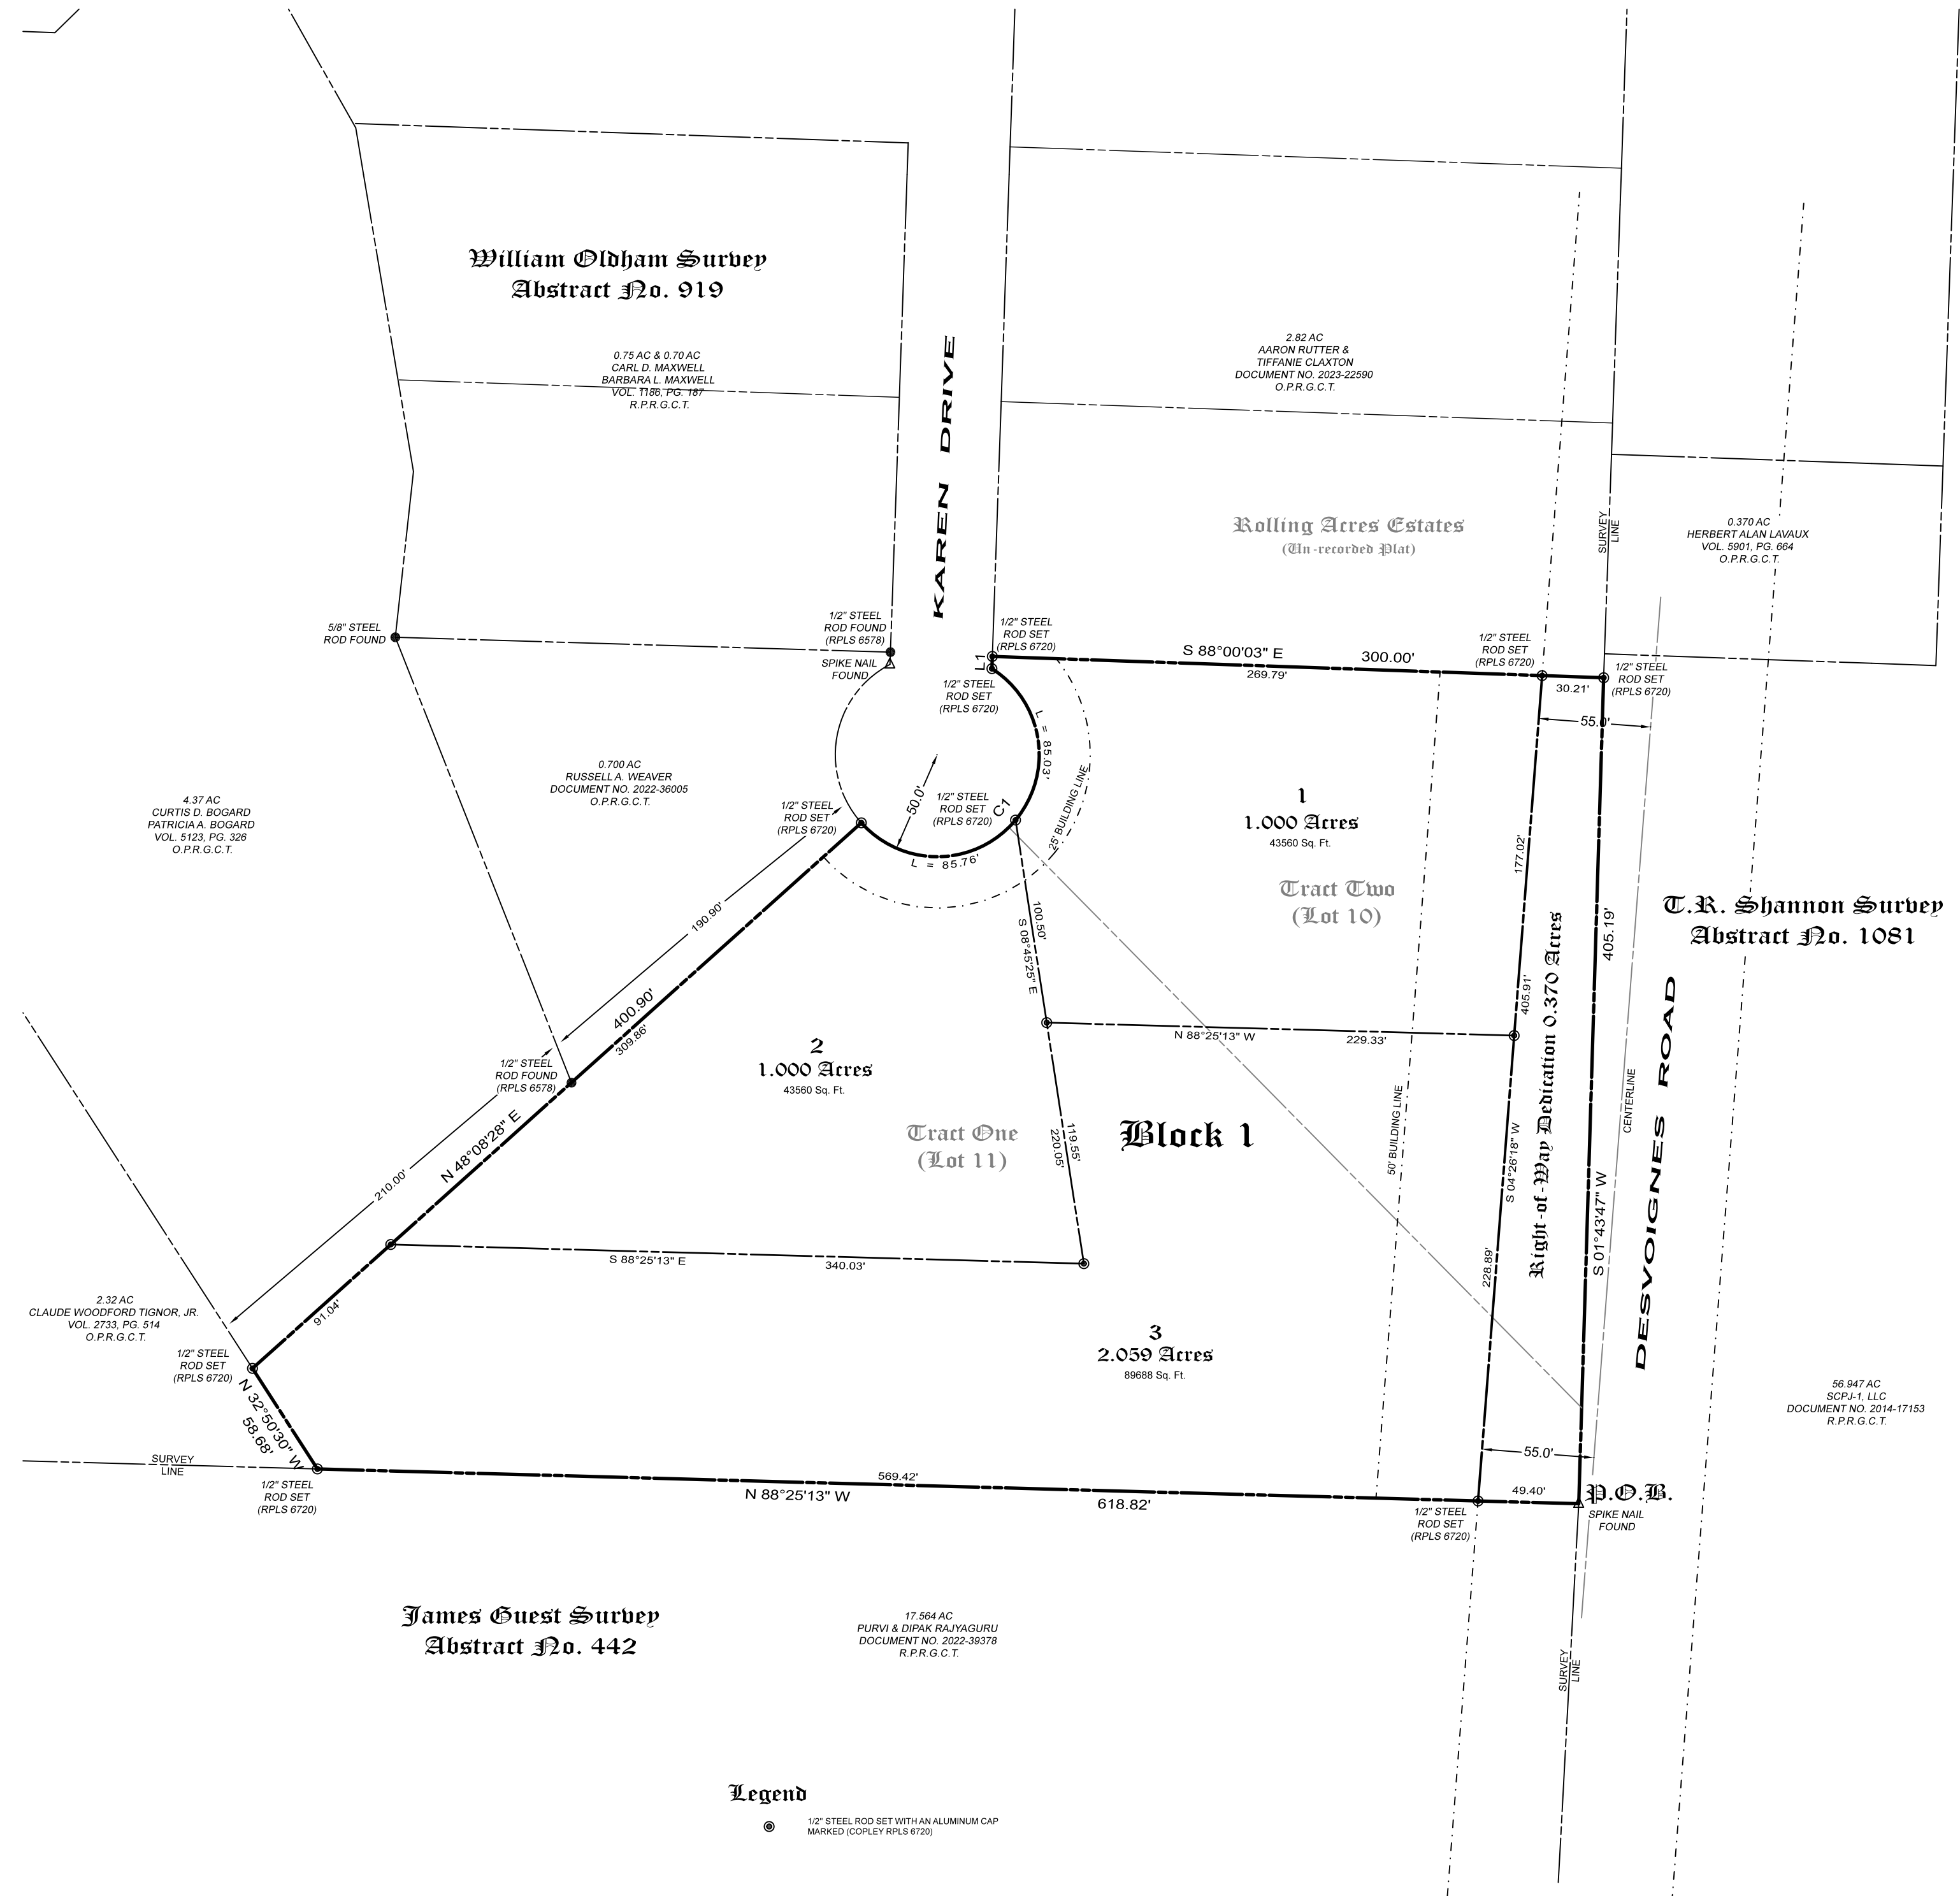 William Oldham Survey
Abstract No. 919
0.75 AC & 0.70 AC
CARL D. MAXWELL
BARBARA L. MAXWELL
VOL. 1186, PG. 187
R.P.R.G.C.T.
2.82 AC
AARON RUTTER &
TIFFANIE CLAXTON
DOCUMENT NO. 2023-22590
O.P.R.G.C.T.
KAREN DRIVE
Rolling Acres Estates
(Un-recorded Plat)
SURVEY
LINE
0.370 AC
HERBERT ALAN LAVAUX
VOL. 5901, PG. 664
O.P.R.G.C.T.
5/8" STEEL
ROD FOUND
1/2" STEEL
ROD FOUND
(RPLS 6578)
SPIKE NAIL
FOUND
L1
1/2" STEEL
ROD SET
(RPLS 6720)
1/2" STEEL
ROD SET
(RPLS 6720)
S 88°00'03" E
300.00'
269.79'
1/2" STEEL
ROD SET
(RPLS 6720)
30.21'
1/2" STEEL
ROD SET
(RPLS 6720)
55.0'
L = 85.03'
25' BUILDING LINE
0.700 AC
RUSSELL A. WEAVER
DOCUMENT NO. 2022-36005
O.P.R.G.C.T.
4.37 AC
CURTIS D. BOGARD
PATRICIA A. BOGARD
VOL. 5123, PG. 326
O.P.R.G.C.T.
1/2" STEEL
ROD SET
(RPLS 6720)
50.0'
1/2" STEEL
ROD SET
(RPLS 6720)
C1
L = 85.76'
1
1.000 Acres
43560 Sq. Ft.
Tract Two
(Lot 10)
177.02'
405.91'
S 04°26'18" W
228.89'
Right-of-Way Dedication 0.370 Acres
405.19'
S 01°43'47" W
T.R. Shannon Survey
Abstract No. 1081
CENTERLINE
DESVOIGNES ROAD
190.90'
400.90'
309.86'
100.50'
S 08°45'25" E
N 88°25'13" W
229.33'
1/2" STEEL
ROD FOUND
(RPLS 6578)
2
1.000 Acres
43560 Sq. Ft.
Tract One
(Lot 11)
119.55'
220.05'
Block 1
50' BUILDING LINE
N 48°08'28" E
210.00'
S 88°25'13" E
340.03'
91.04'
2.32 AC
CLAUDE WOODFORD TIGNOR, JR.
VOL. 2733, PG. 514
O.P.R.G.C.T.
1/2" STEEL
ROD SET
(RPLS 6720)
N 32°50'30" W
58.68'
3
2.059 Acres
89688 Sq. Ft.
56.947 AC
SCPJ-1, LLC
DOCUMENT NO. 2014-17153
R.P.R.G.C.T.
SURVEY
LINE
1/2" STEEL
ROD SET
(RPLS 6720)
569.42'
N 88°25'13" W
618.82'
55.0'
49.40'
1/2" STEEL
ROD SET
(RPLS 6720)
P.O.B.
SPIKE NAIL
FOUND
James Guest Survey
Abstract No. 442
17.564 AC
PURVI & DIPAK RAJYAGURU
DOCUMENT NO. 2022-39378
R.P.R.G.C.T.
SURVEY
LINE
Legend
1/2" STEEL ROD SET WITH AN ALUMINUM CAP
MARKED (COPLEY RPLS 6720)